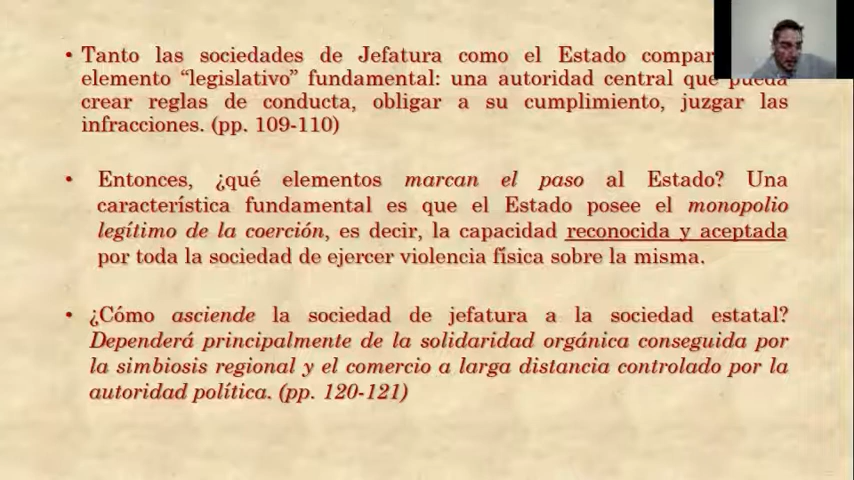 • Tanto las sociedades de Jefatura como el Estado
elemento “legislativo” fundamental: una autoridad central que pueda
crear reglas de conducta, obligar a su cumplimiento, juzgar las
infracciones. (pp. 109-110)
• Entonces, ¿qué elementos marcan el paso al Estado? Una
característica fundamental es que el Estado posee el monopolio
legítimo de la coerción, es decir, la capacidad reconocida y aceptada
por toda la sociedad de ejercer violencia física sobre la misma.
• ¿Cómo asciende la sociedad de jefatura a la sociedad estatal?
Dependerá principalmente de la solidaridad orgánica conseguida por
la simbiosis regional y el comercio a larga distancia controlado por la
autoridad política. (pp. 120-121)